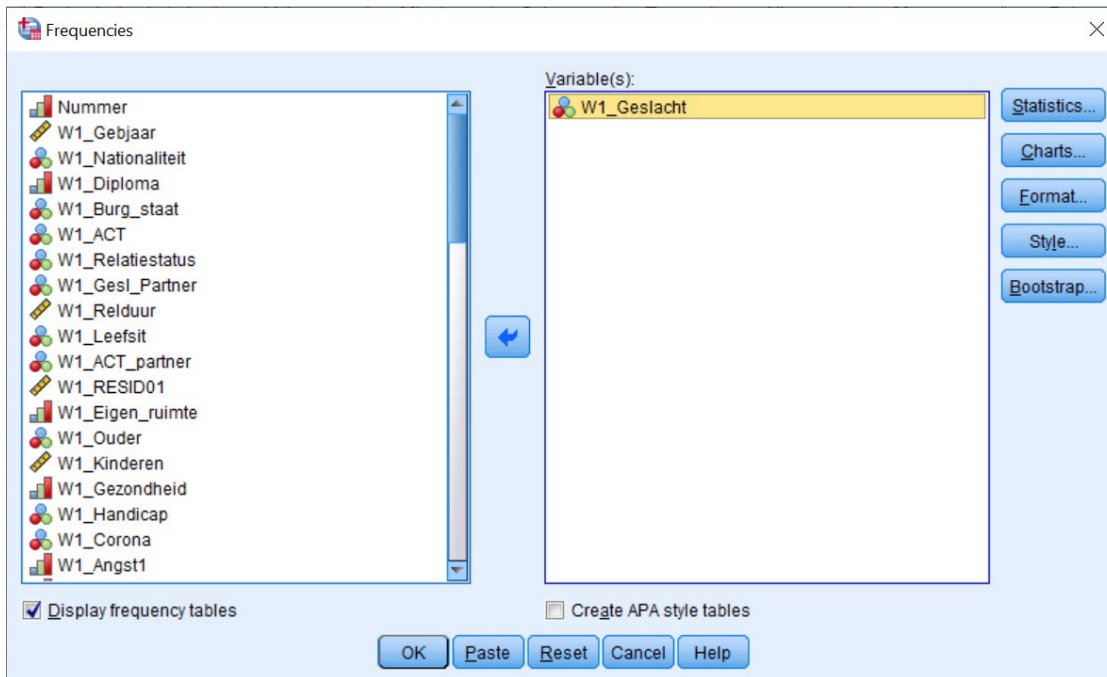 Frequencies
Variable(s):
Nummer
W1_Gebjaar
W1_Nationaliteit
W1_Diploma
W1_Burg_staat
W1_ACT
W1_Relatiestatus
W1_Gesl_Partner
W1_Relduur
W1_Leefsit
W1_ACT_partner
W1_RESID01
W1_Eigen_ruimte
W1_Ouder
W1_Kinderen
W1_Gezondheid
W1_Handicap
W1_Corona
W1_Angst1
W1_Geslacht
Statistics...
Charts...
Format...
Style...
Bootstrap...
Display frequency tables
Create APA style tables
OK Paste Reset Cancel Help